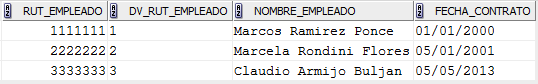 RUT_EMPLEADO DV_RUT_EMPLEADO NOMBRE_EMPLEADO FECHA_CONTRATO
1111111 1 Marcos Ramirez Ponce 01/01/2000
2222222 2 Marcela Rondini Flores 05/01/2001
3333333 3 Claudio Armijo Buljan 05/05/2013